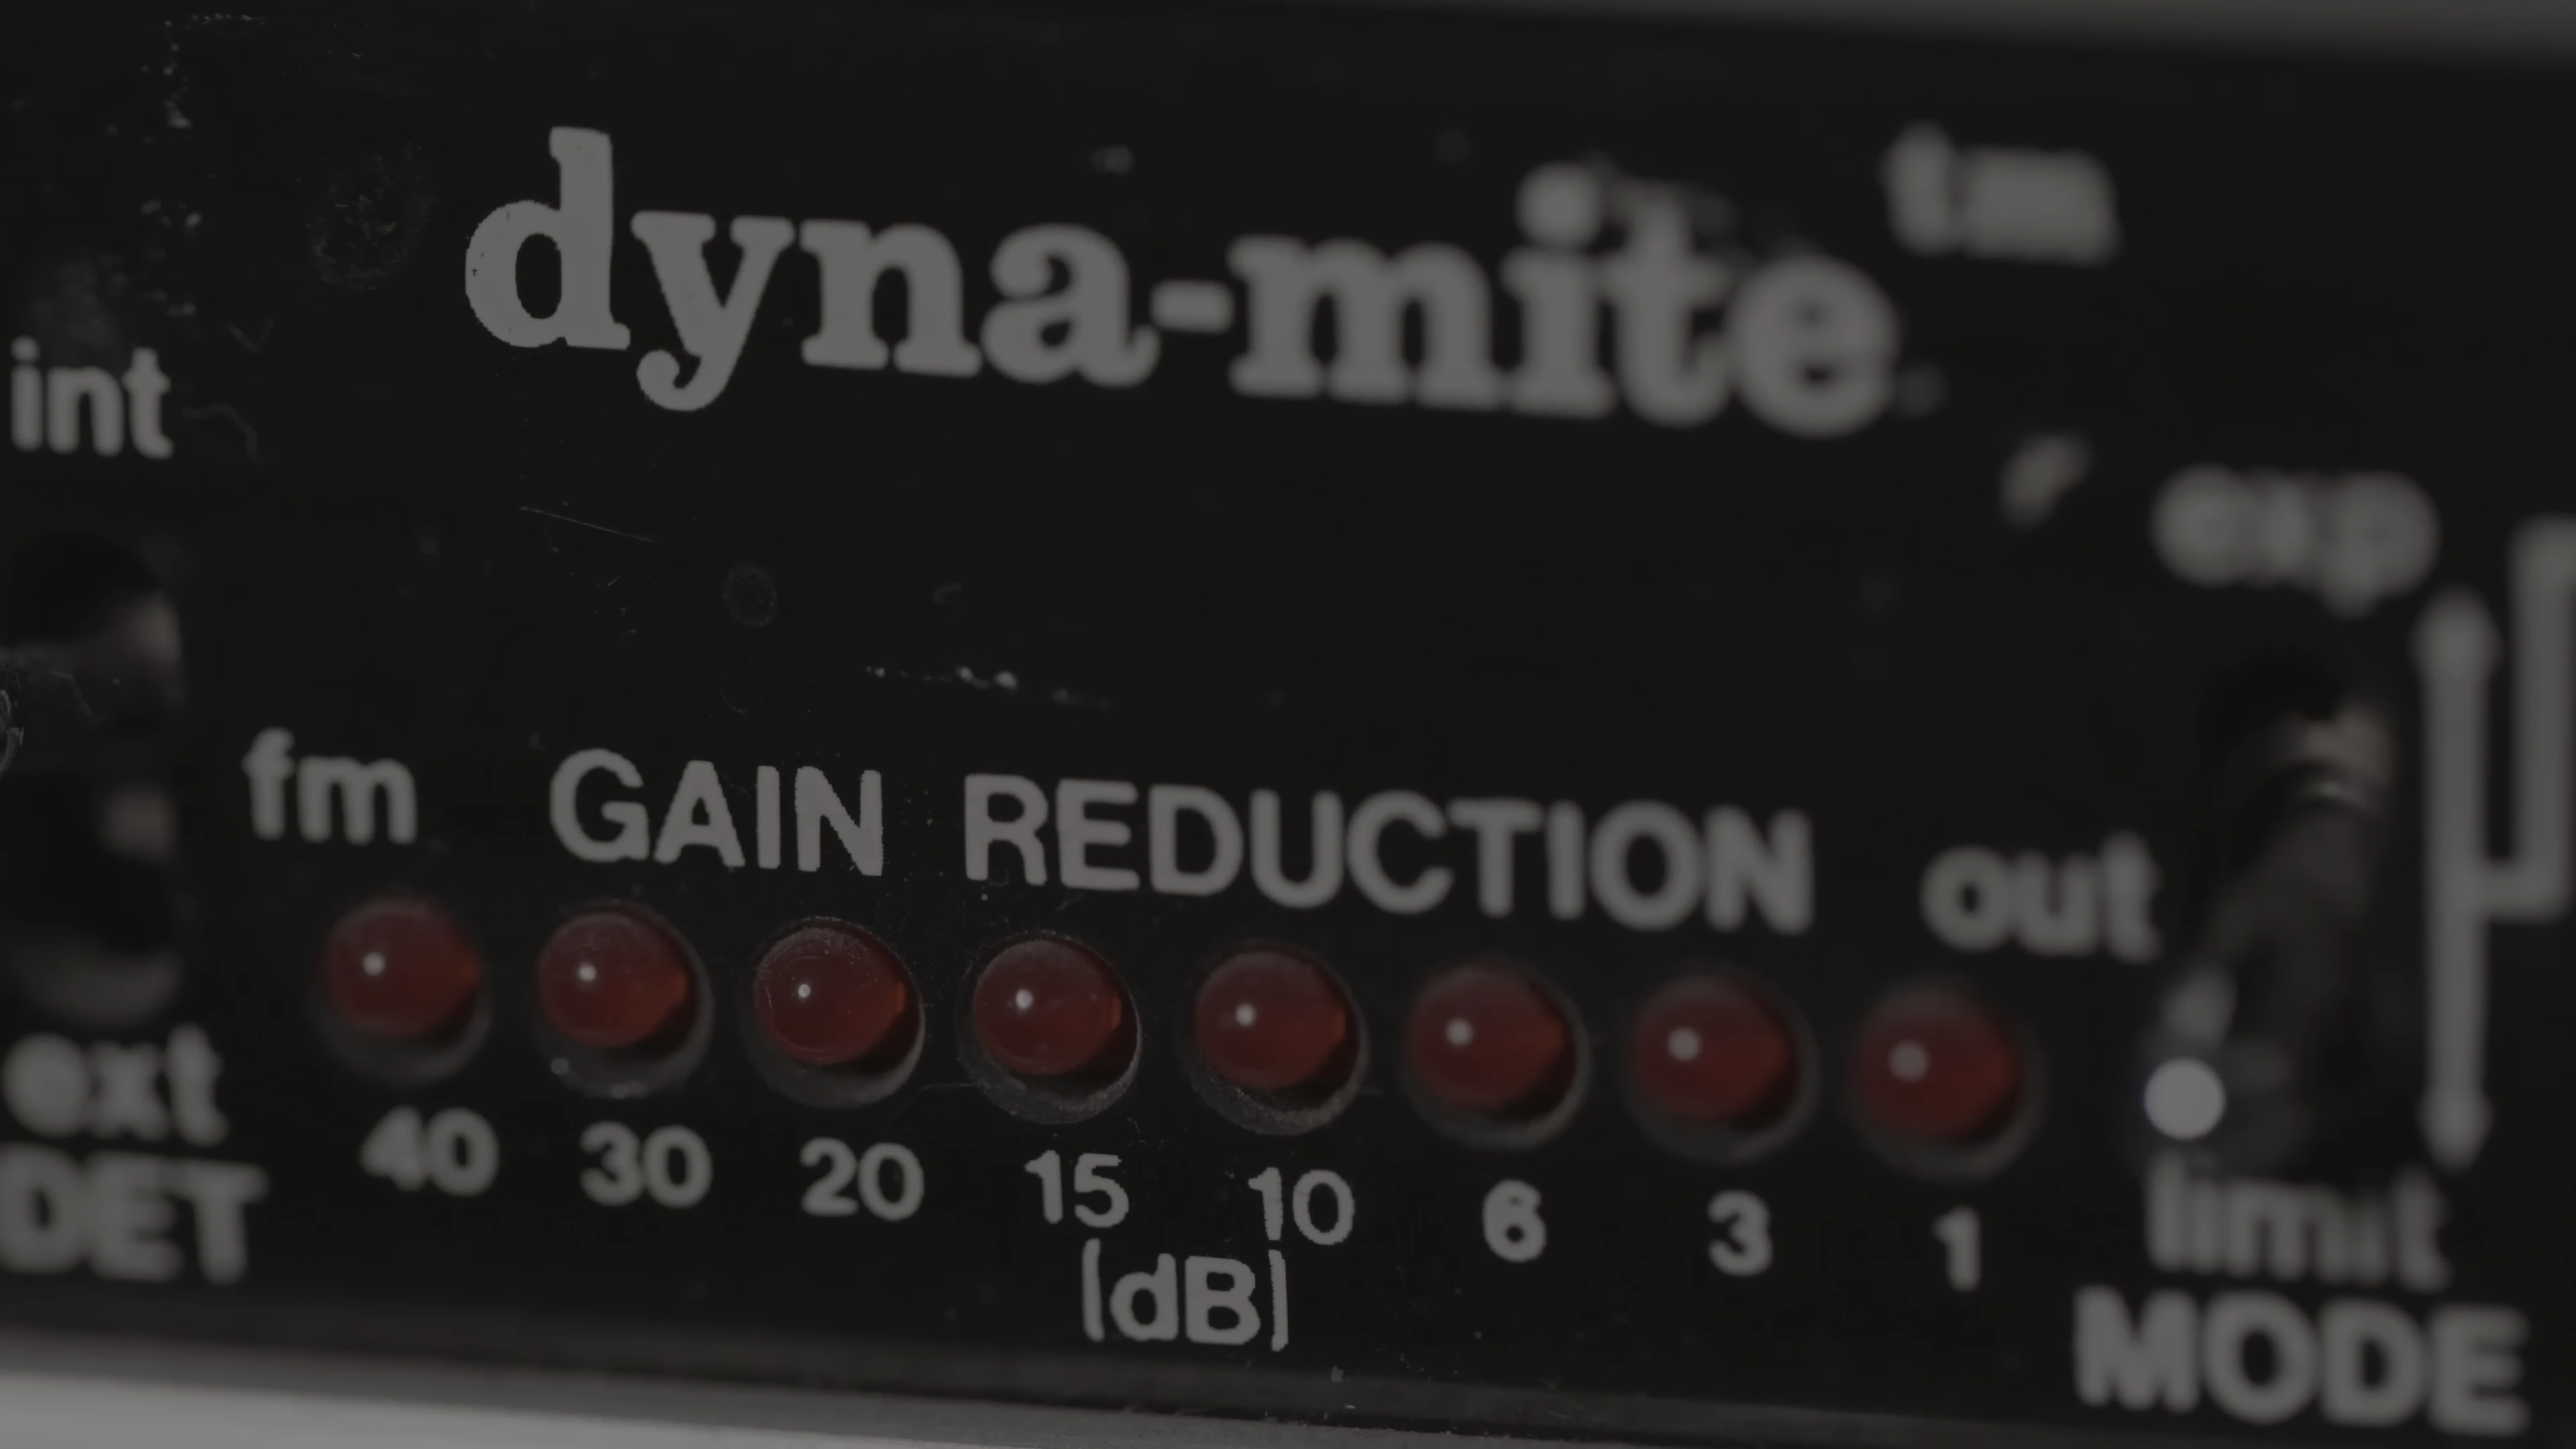 dyna-mite tm
int
exp
fm GAIN REDUCTION out
ext
40 30 20 15 10 6 3 1
DET
[dB]
limit
MODE